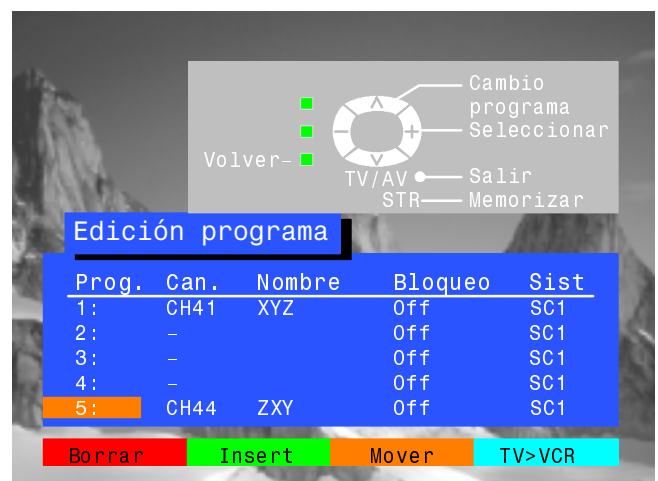 Cambio
programa
Seleccionar
Volver–
TV/AV Salir
STR Memorizar
Edición programa
Prog. Can. Nombre Bloqueo Sist
1: CH41 XYZ Off SC1
2: – Off SC1
3: – Off SC1
4: – Off SC1
5: CH44 ZXY Off SC1
Borrar Insert Mover TV>VCR